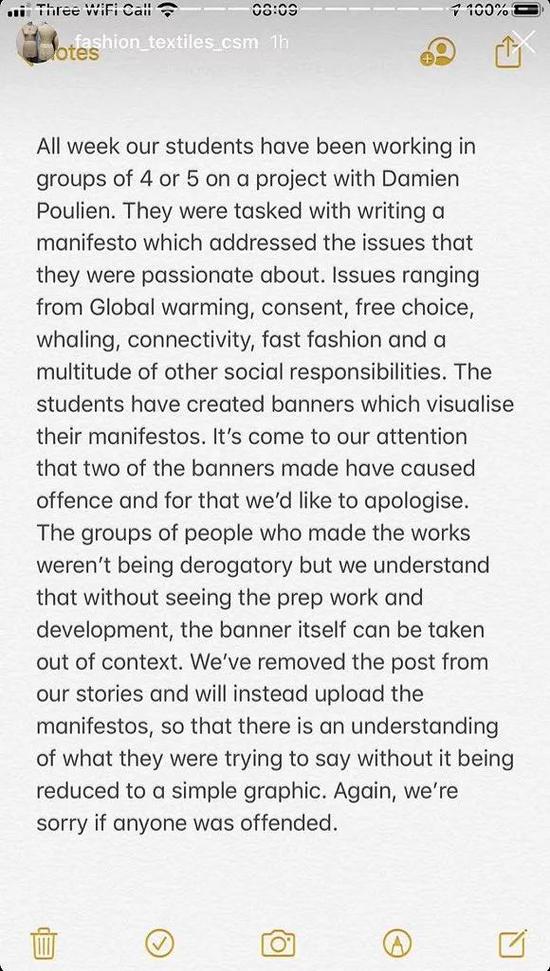 Three WiFi Call 08:09 100%
fashion_textiles_csm 1h
otes
All week our students have been working in
groups of 4 or 5 on a project with Damien
Poulien. They were tasked with writing a
manifesto which addressed the issues that
they were passionate about. Issues ranging
from Global warming, consent, free choice,
whaling, connectivity, fast fashion and a
multitude of other social responsibilities. The
students have created banners which visualise
their manifestos. It’s come to our attention
that two of the banners made have caused
offence and for that we’d like to apologise.
The groups of people who made the works
weren’t being derogatory but we understand
that without seeing the prep work and
development, the banner itself can be taken
out of context. We’ve removed the post from
our stories and will instead upload the
manifestos, so that there is an understanding
of what they were trying to say without it being
reduced to a simple graphic. Again, we’re
sorry if anyone was offended.